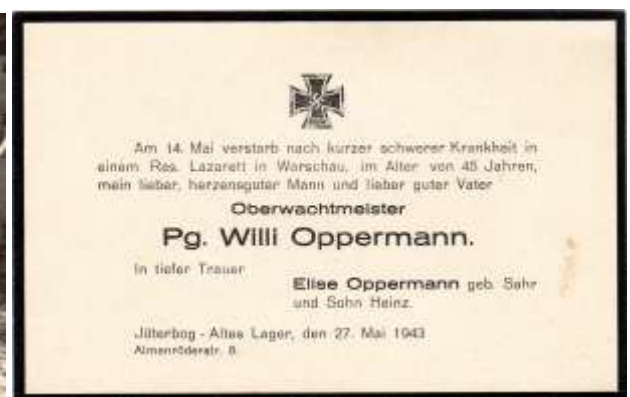 Am 14. Mai verstarb nach kurzer schwerer Krankheit in
einem Res. Lazarett in Warschau, im Alter von 45 Jahren,
mein lieber, herzensguter Mann und lieber guter Vater
Oberwachtmeister
Pg. Willi Oppermann.
In tiefer Trauer
Elise Oppermann geb. Sahr
und Sohn Heinz.
Jüterbog - Altes Lager, den 27. Mai 1943
Almenröderstr. 8